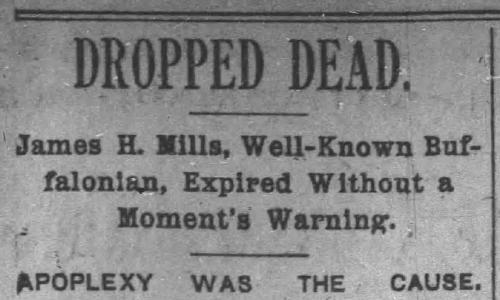 DROPPED DEAD.
James H. Mills, Well-Known Buf-
falonian, Expired Without a
Moment's Warning.
APOPLEXY WAS THE CAUSE.